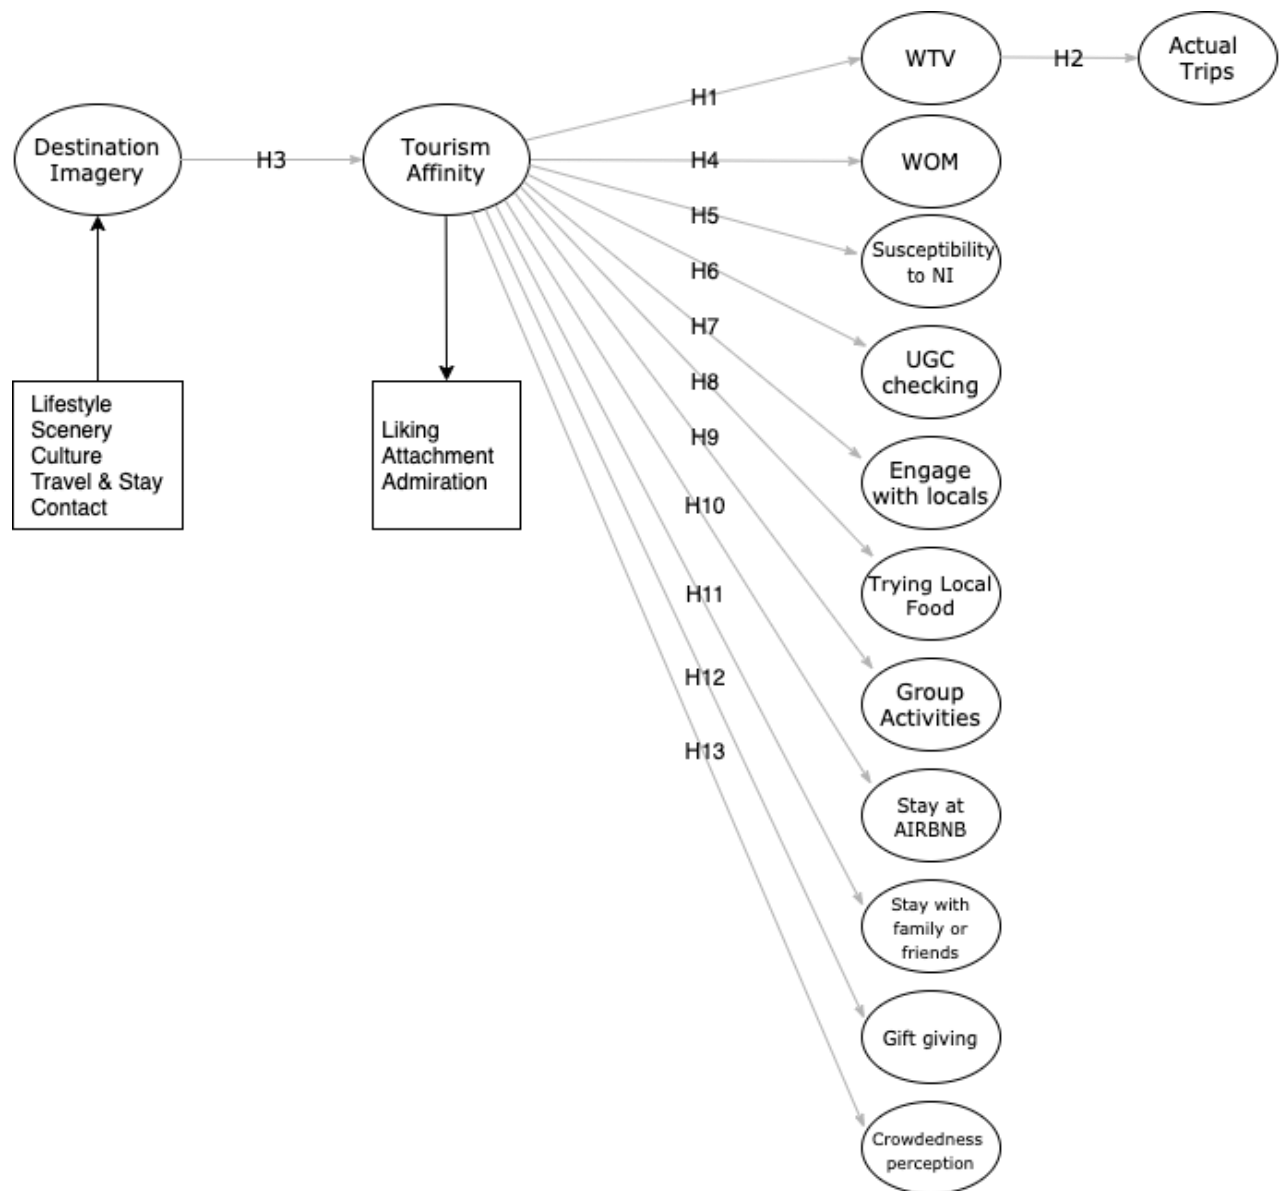 Destination
Imagery
H3
Tourism
Affinity
Lifestyle
Scenery
Culture
Travel & Stay
Contact
Liking
Attachment
Admiration
H1
WTV
H2
Actual
Trips
H4
WOM
H5
Susceptibility
to NI
H6
UGC
checking
H7
Engage
with locals
H8
Trying Local
Food
H9
Group
Activities
H10
Stay at
AIRBNB
H11
Stay with
family or
friends
H12
Gift giving
H13
Crowdedness
perception